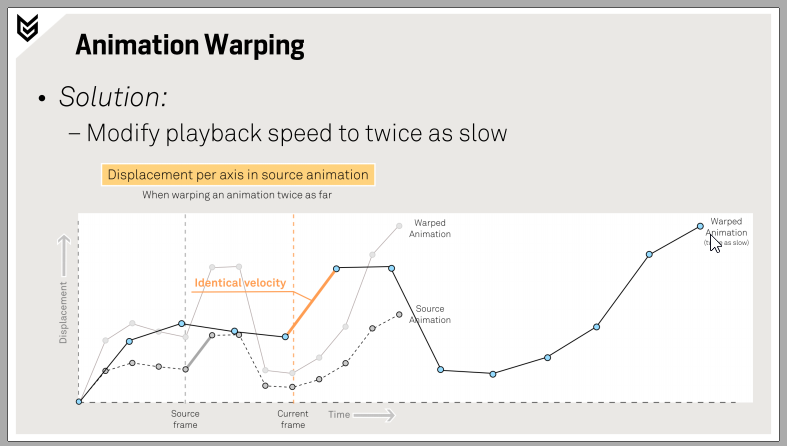 Animation Warping
• Solution:
– Modify playback speed to twice as slow
Displacement per axis in source animation
When warping an animation twice as far
Warped
Animation
Warped
Animation
(twice as slow)
Identical velocity
Source
Animation
Displacement
Source
frame
Current
frame
Time